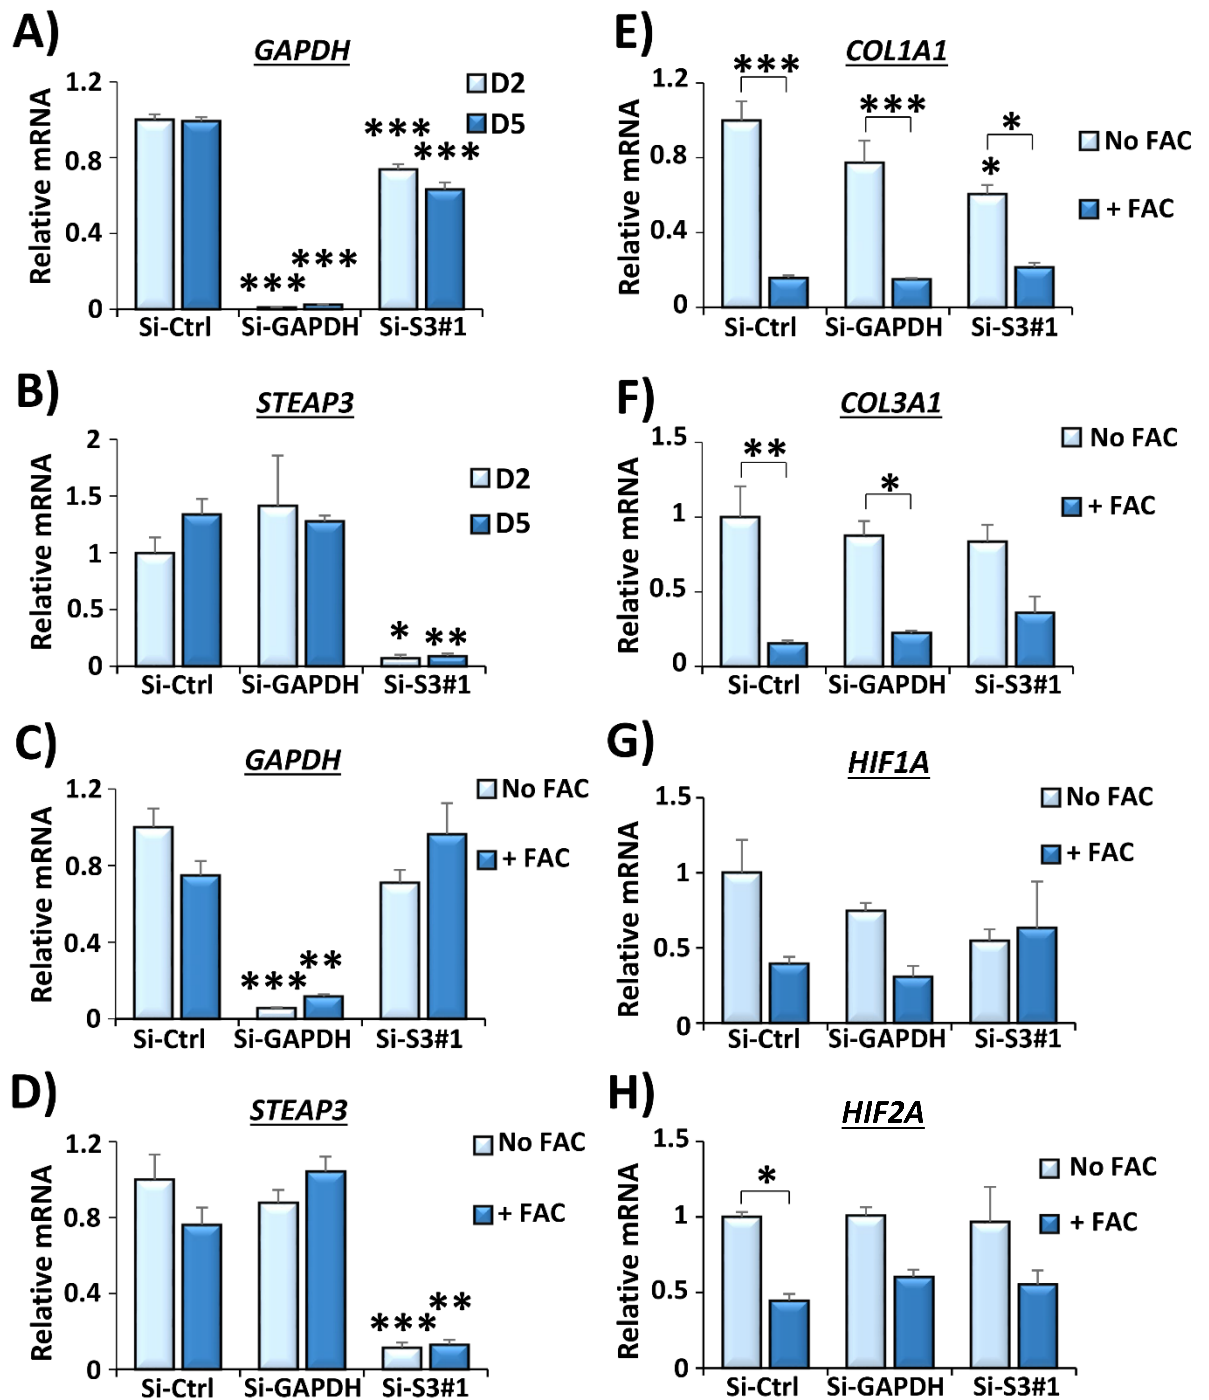 A)
GAPDH
Relative mRNA
1.2
0.8
0.4
0
*** ***
*** ***
D2
D5
Si-Ctrl Si-GAPDH Si-S3#1
B)
STEAP3
Relative mRNA
2
1.5
1
0.5
0
* **
D2
D5
Si-Ctrl Si-GAPDH Si-S3#1
C)
GAPDH
Relative mRNA
1.2
0.8
0.4
0
*** **
No FAC
+ FAC
Si-Ctrl Si-GAPDH Si-S3#1
D)
STEAP3
Relative mRNA
1.2
0.8
0.4
0
*** **
No FAC
+ FAC
Si-Ctrl Si-GAPDH Si-S3#1
E)
COL1A1
Relative mRNA
1.2
0.8
0.4
0
***
***
*
*
No FAC
+ FAC
Si-Ctrl Si-GAPDH Si-S3#1
F)
COL3A1
Relative mRNA
1.5
1
0.5
0
**
*
No FAC
+ FAC
Si-Ctrl Si-GAPDH Si-S3#1
G)
HIF1A
Relative mRNA
1.5
1
0.5
0
No FAC
+ FAC
Si-Ctrl Si-GAPDH Si-S3#1
H)
HIF2A
Relative mRNA
1.5
1
0.5
0
*
No FAC
+ FAC
Si-Ctrl Si-GAPDH Si-S3#1